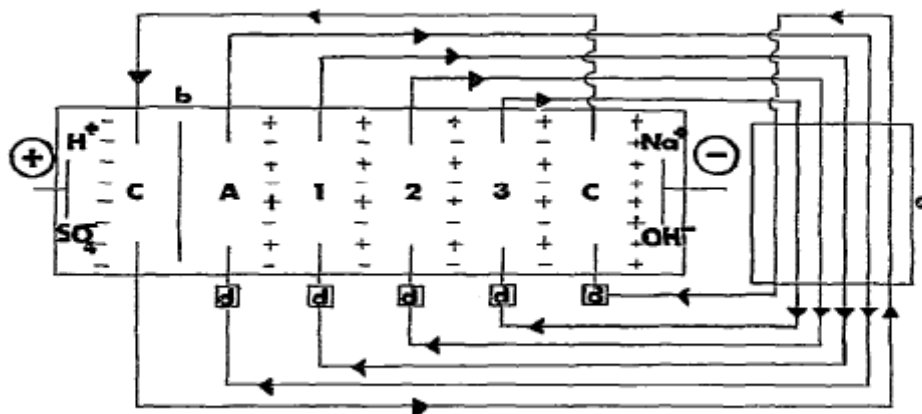 b
+ H⁺ Na⁺ −
C A 1 2 3 C
SO₄⁻ OH⁻
d d d d d